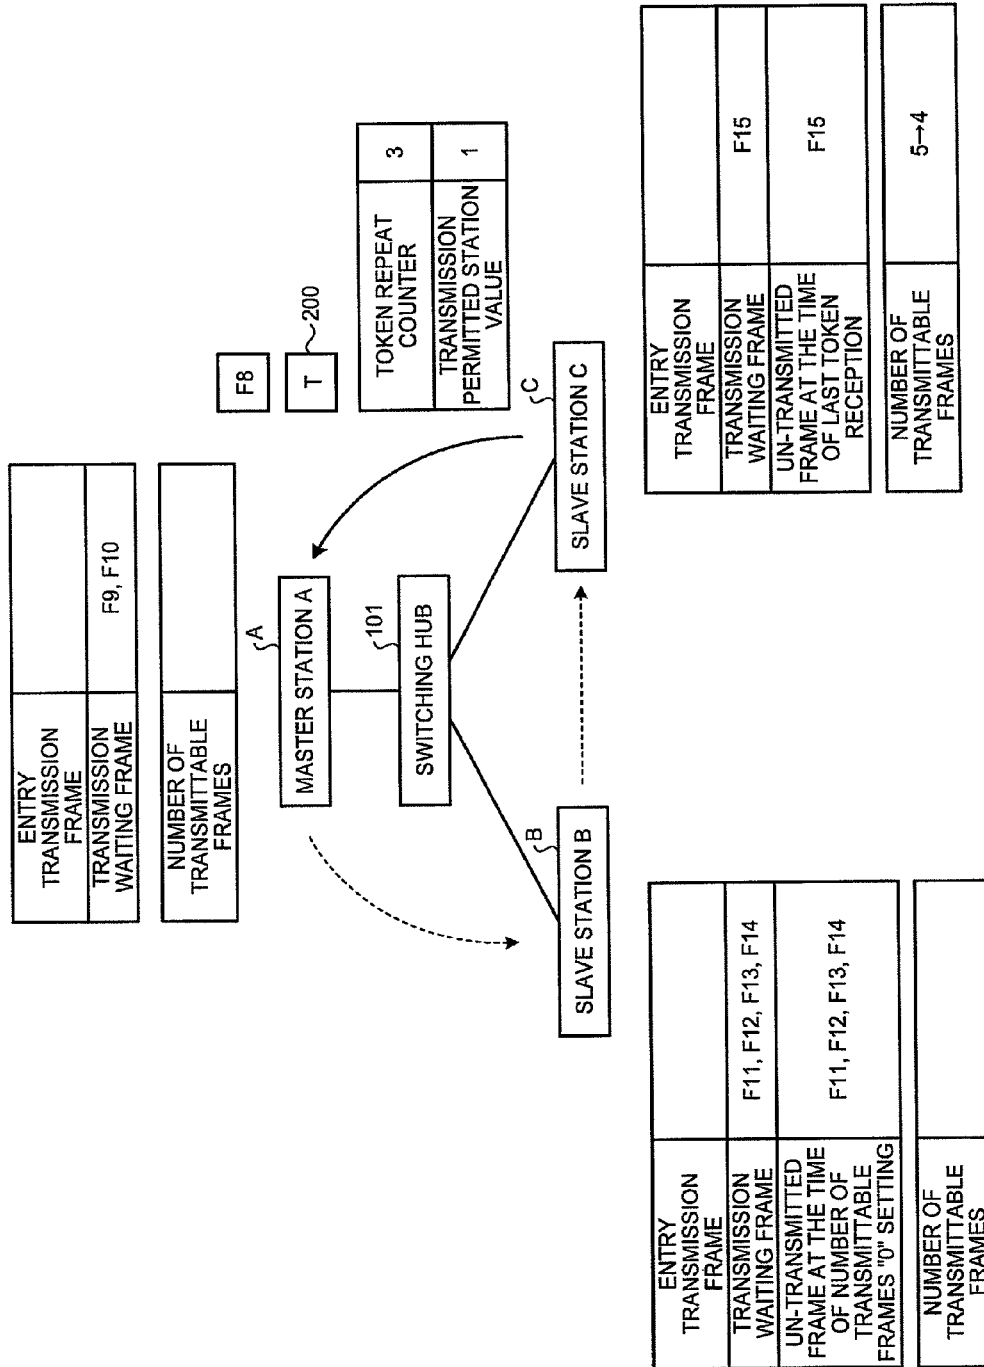 ENTRY
TRANSMISSION
FRAME
TRANSMISSION
WAITING FRAME
F9, F10
NUMBER OF
TRANSMITTABLE
FRAMES
A
MASTER STATION A
101
SWITCHING HUB
F8
T
200
TOKEN REPEAT
COUNTER
3
TRANSMISSION
PERMITTED STATION
VALUE
1
B
SLAVE STATION B
C
SLAVE STATION C
ENTRY
TRANSMISSION
FRAME
TRANSMISSION
WAITING FRAME
F11, F12, F13, F14
UN-TRANSMITTED
FRAME AT THE TIME
OF NUMBER OF
TRANSMITTABLE
FRAMES "0" SETTING
F11, F12, F13, F14
NUMBER OF
TRANSMITTABLE
FRAMES
ENTRY
TRANSMISSION
FRAME
TRANSMISSION
WAITING FRAME
F15
UN-TRANSMITTED
FRAME AT THE TIME
OF LAST TOKEN
RECEPTION
F15
NUMBER OF
TRANSMITTABLE
FRAMES
5→4